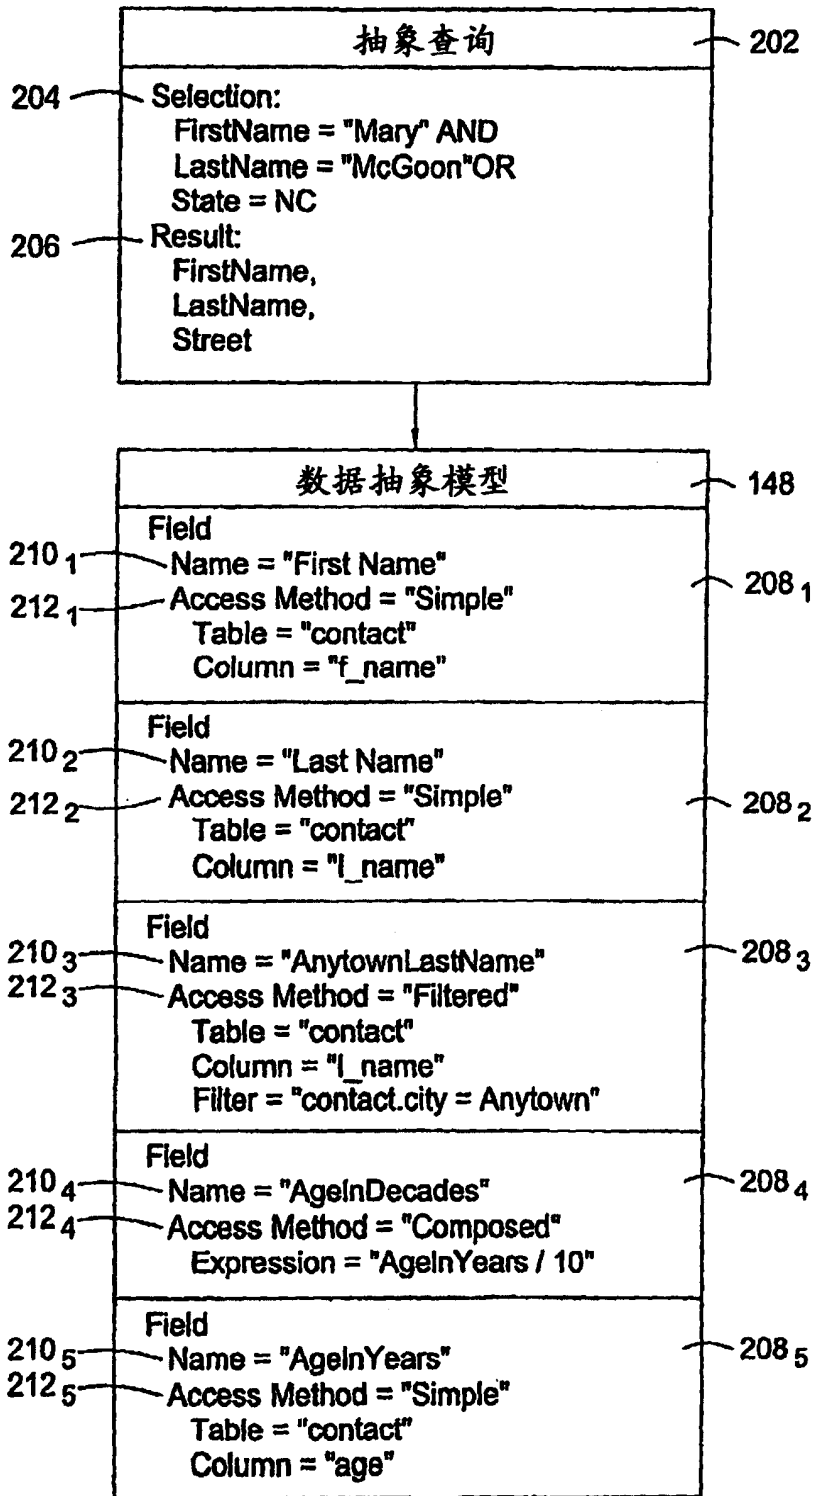 抽象查询 202
204 Selection:
FirstName = "Mary" AND
LastName = "McGoon"OR
State = NC
206 Result:
FirstName,
LastName,
Street
数据抽象模型 148
Field
210 1 Name = "First Name" 208 1
212 1 Access Method = "Simple"
Table = "contact"
Column = "f_name"
Field
210 2 Name = "Last Name"
212 2 Access Method = "Simple" 208 2
Table = "contact"
Column = "l_name"
Field
210 3 Name = "AnytownLastName" 208 3
212 3 Access Method = "Filtered"
Table = "contact"
Column = "l_name"
Filter = "contact.city = Anytown"
Field
210 4 Name = "AgeInDecades" 208 4
212 4 Access Method = "Composed"
Expression = "AgeInYears / 10"
Field
210 5 Name = "AgeInYears" 208 5
212 5 Access Method = "Simple"
Table = "contact"
Column = "age"